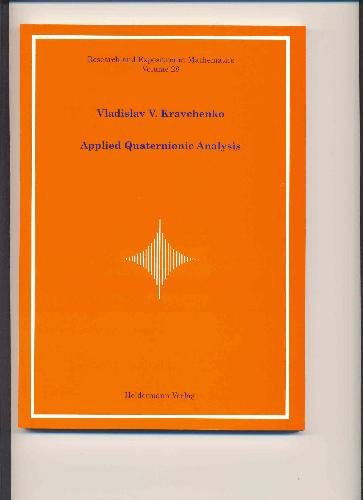 Research and Exposition in Mathematics
Volume 28
Vladislav V. Kravchenko
Applied Quaternionic Analysis
Heldermann Verlag